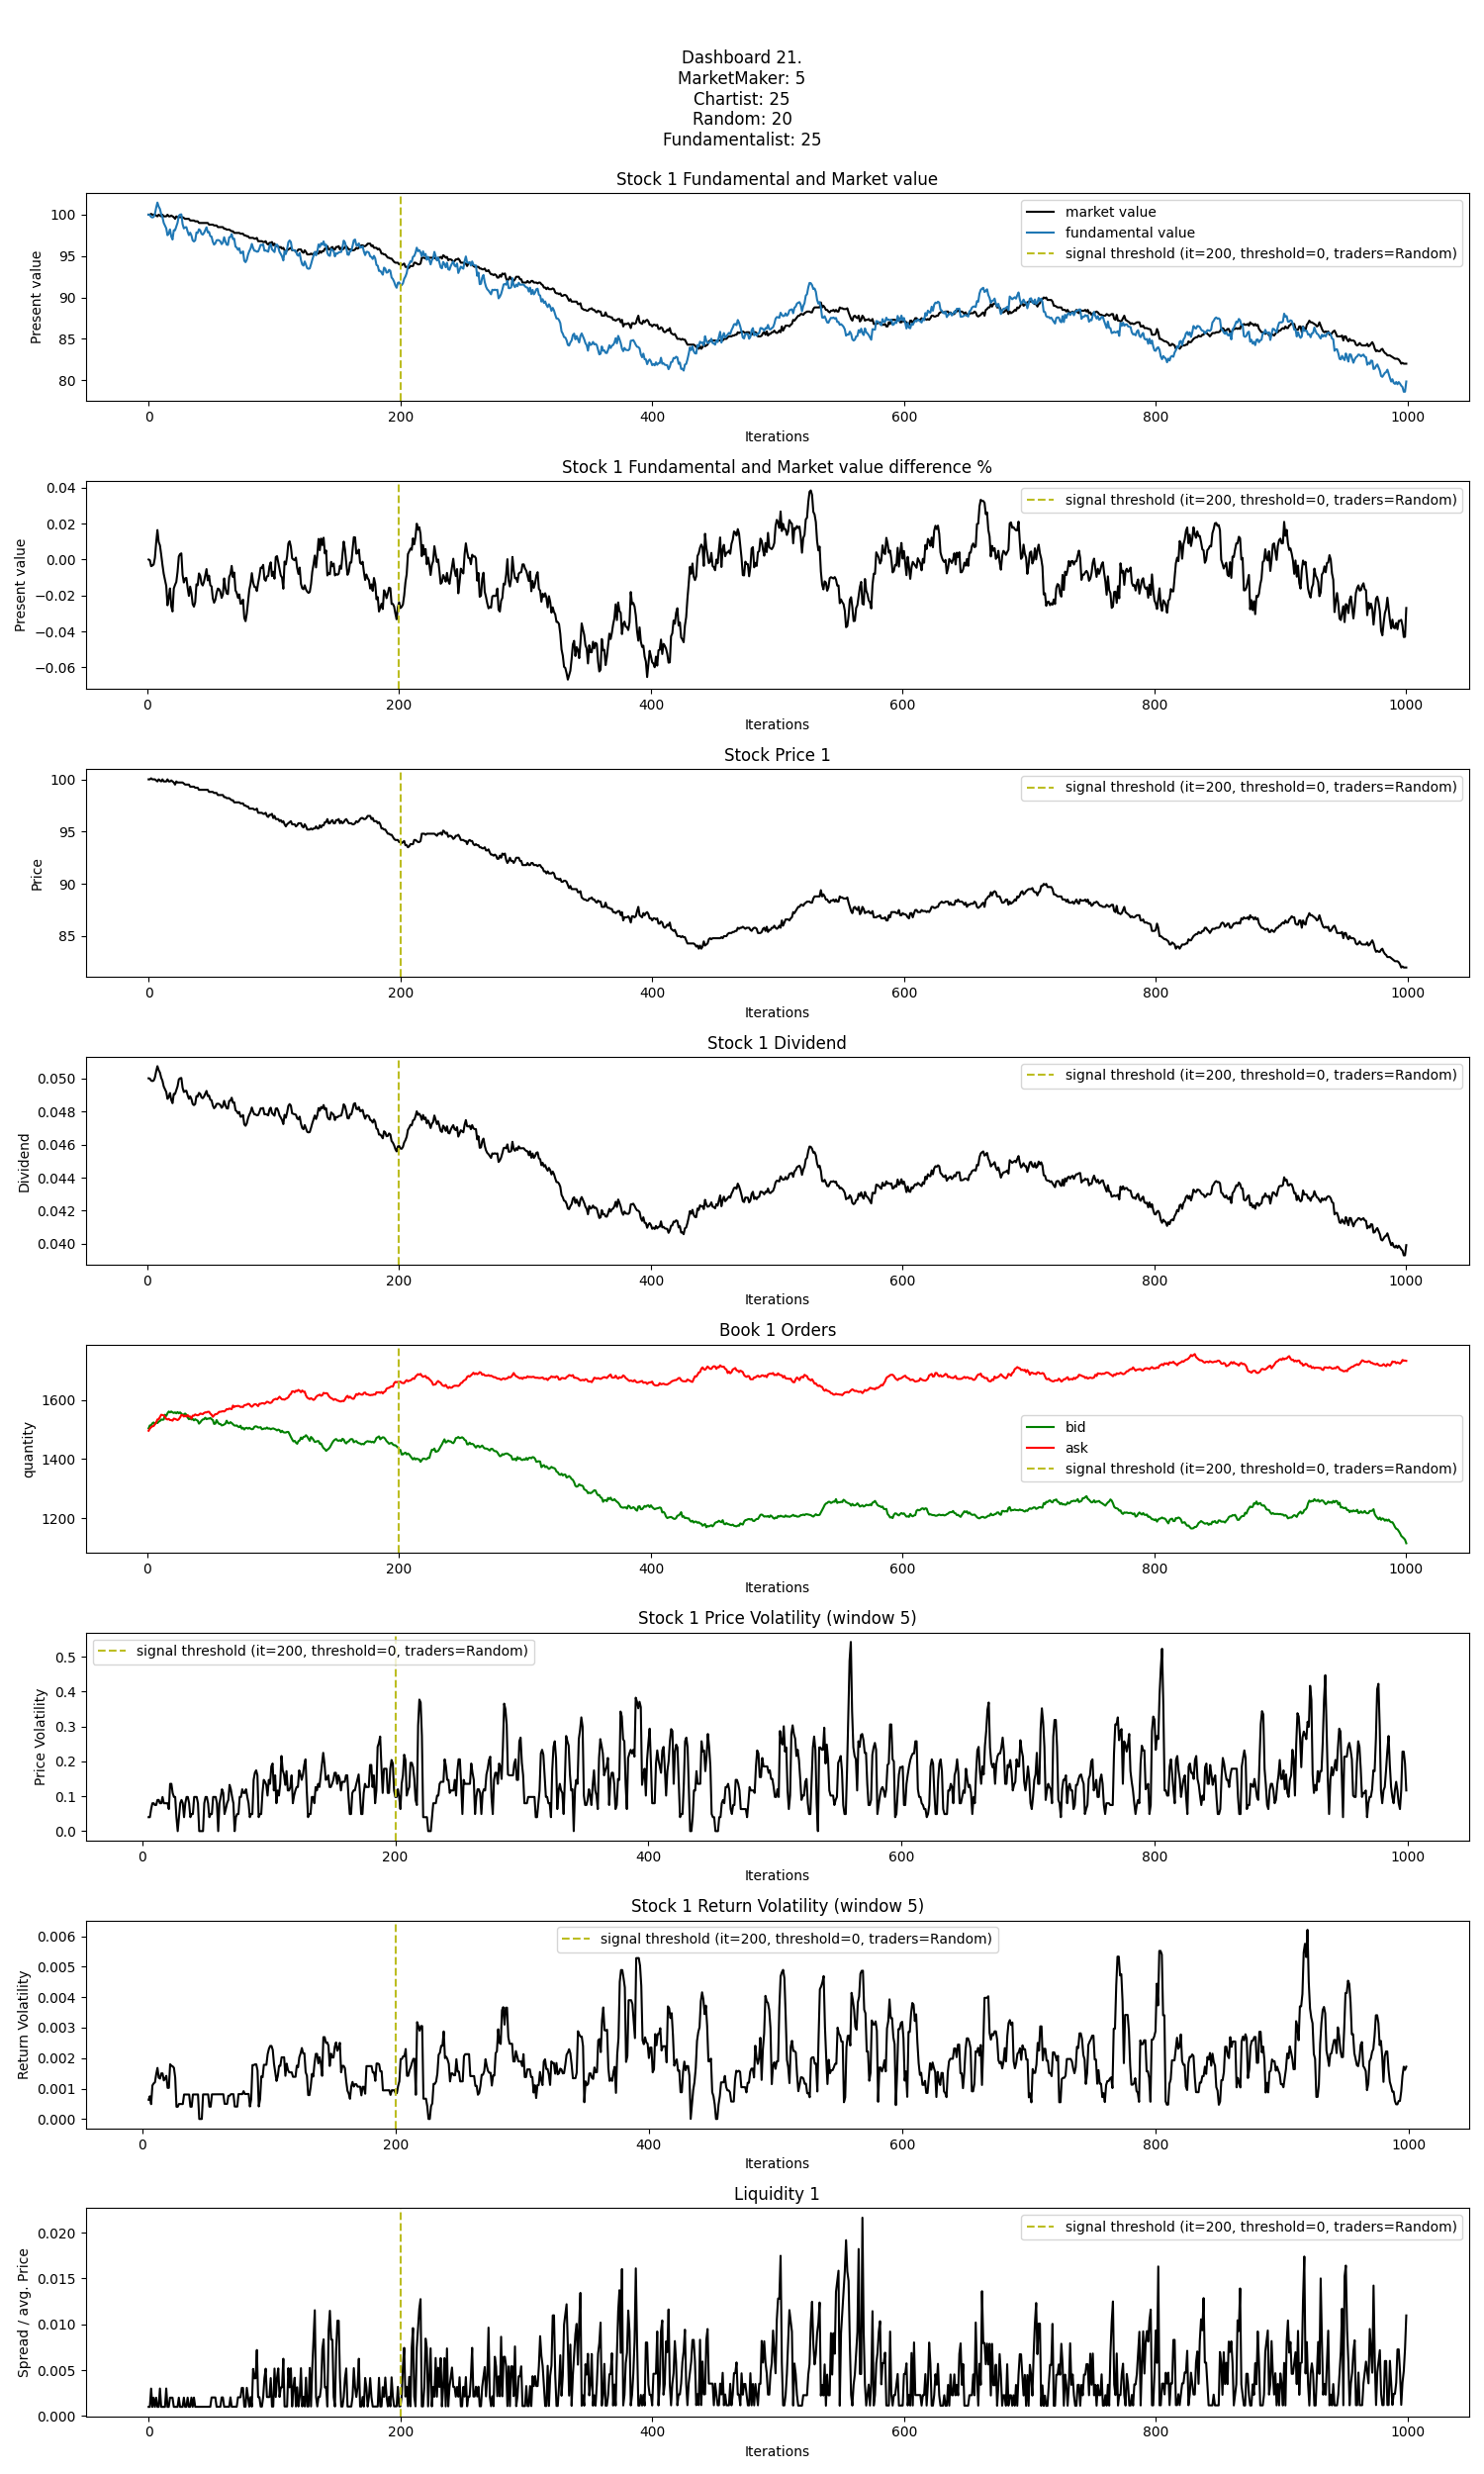 Dashboard 21.
MarketMaker: 5
Chartist: 25
Random: 20
Fundamentalist: 25
Stock 1 Fundamental and Market value
market value
fundamental value
signal threshold (it=200, threshold=0, traders=Random)
Present value
100
95
90
85
80
0 200 400 600 800 1000
Iterations
Stock 1 Fundamental and Market value difference %
signal threshold (it=200, threshold=0, traders=Random)
Present value
0.04
0.02
0.00
−0.02
−0.04
−0.06
0 200 400 600 800 1000
Iterations
Stock Price 1
signal threshold (it=200, threshold=0, traders=Random)
Price
100
95
90
85
0 200 400 600 800 1000
Iterations
Stock 1 Dividend
signal threshold (it=200, threshold=0, traders=Random)
Dividend
0.050
0.048
0.046
0.044
0.042
0.040
0 200 400 600 800 1000
Iterations
Book 1 Orders
bid
ask
signal threshold (it=200, threshold=0, traders=Random)
quantity
1600
1400
1200
0 200 400 600 800 1000
Iterations
Stock 1 Price Volatility (window 5)
signal threshold (it=200, threshold=0, traders=Random)
Price Volatility
0.5
0.4
0.3
0.2
0.1
0.0
0 200 400 600 800 1000
Iterations
Stock 1 Return Volatility (window 5)
signal threshold (it=200, threshold=0, traders=Random)
Return Volatility
0.006
0.005
0.004
0.003
0.002
0.001
0.000
0 200 400 600 800 1000
Iterations
Liquidity 1
signal threshold (it=200, threshold=0, traders=Random)
Spread / avg. Price
0.020
0.015
0.010
0.005
0.000
0 200 400 600 800 1000
Iterations